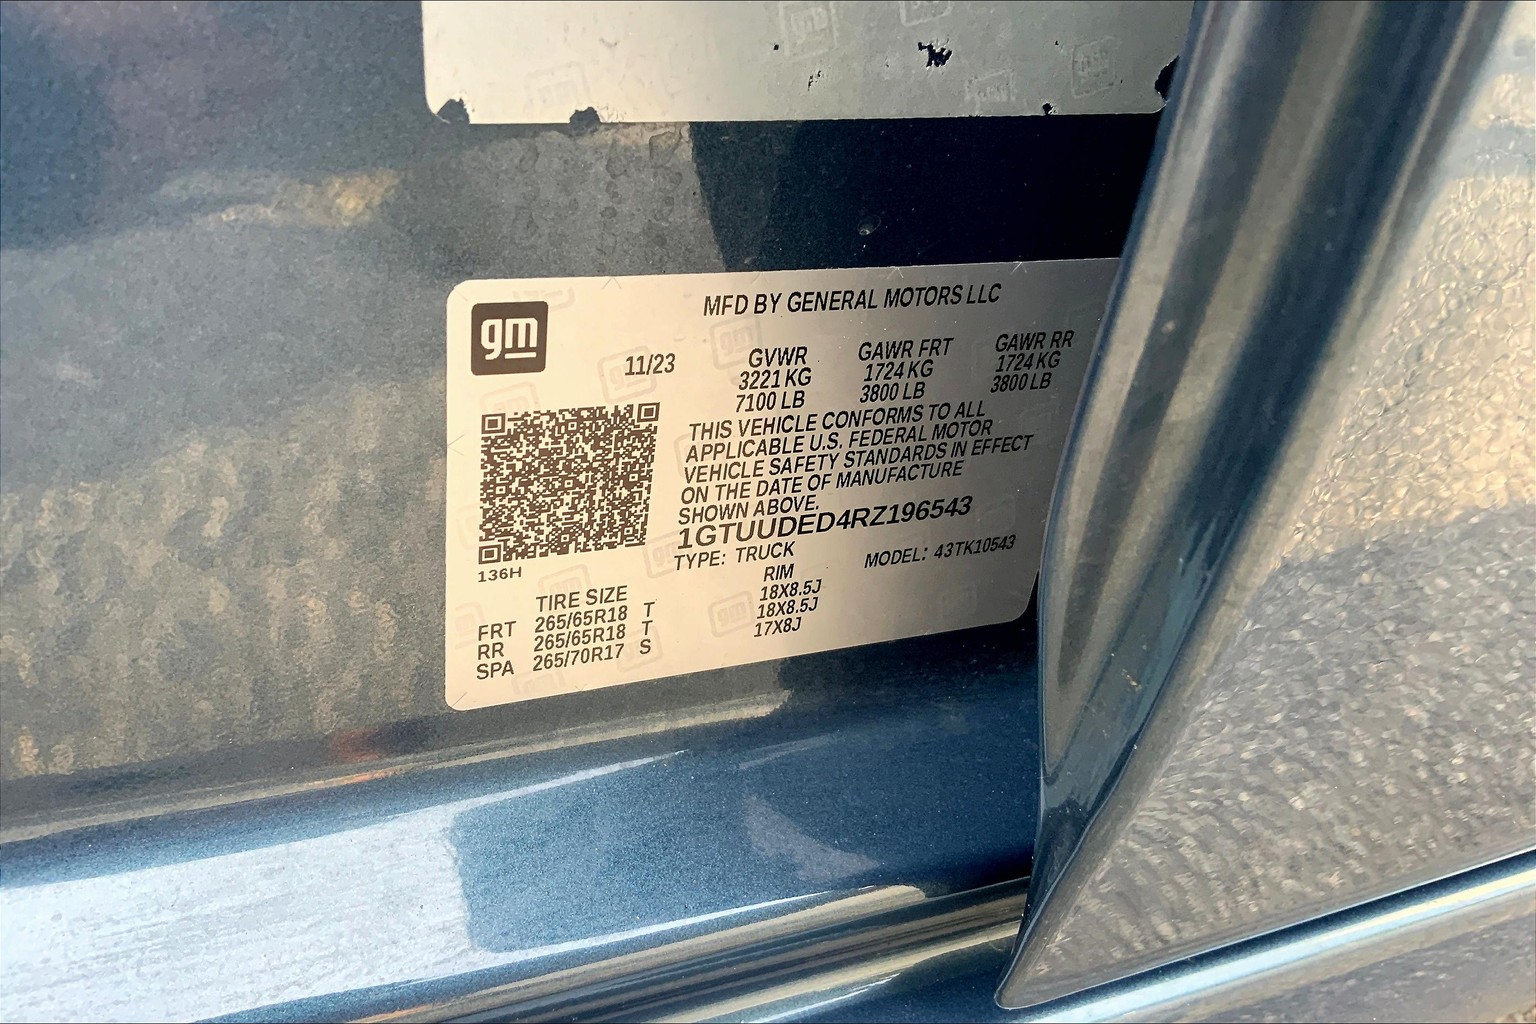 gm
MFD BY GENERAL MOTORS LLC
11/23
GVWR GAWR FRT GAWR RR
3221 KG 1724 KG 1724 KG
7100 LB 3800 LB 3800 LB
THIS VEHICLE CONFORMS TO ALL
APPLICABLE U.S. FEDERAL MOTOR
VEHICLE SAFETY STANDARDS IN EFFECT
ON THE DATE OF MANUFACTURE
SHOWN ABOVE.
1GTUUDED4RZ196543
TYPE: TRUCK MODEL: 43TK10543
136H
TIRE SIZE RIM
FRT 265/65R18 T 18X8.5J
RR 265/65R18 T 18X8.5J
SPA 265/70R17 S 17X8J